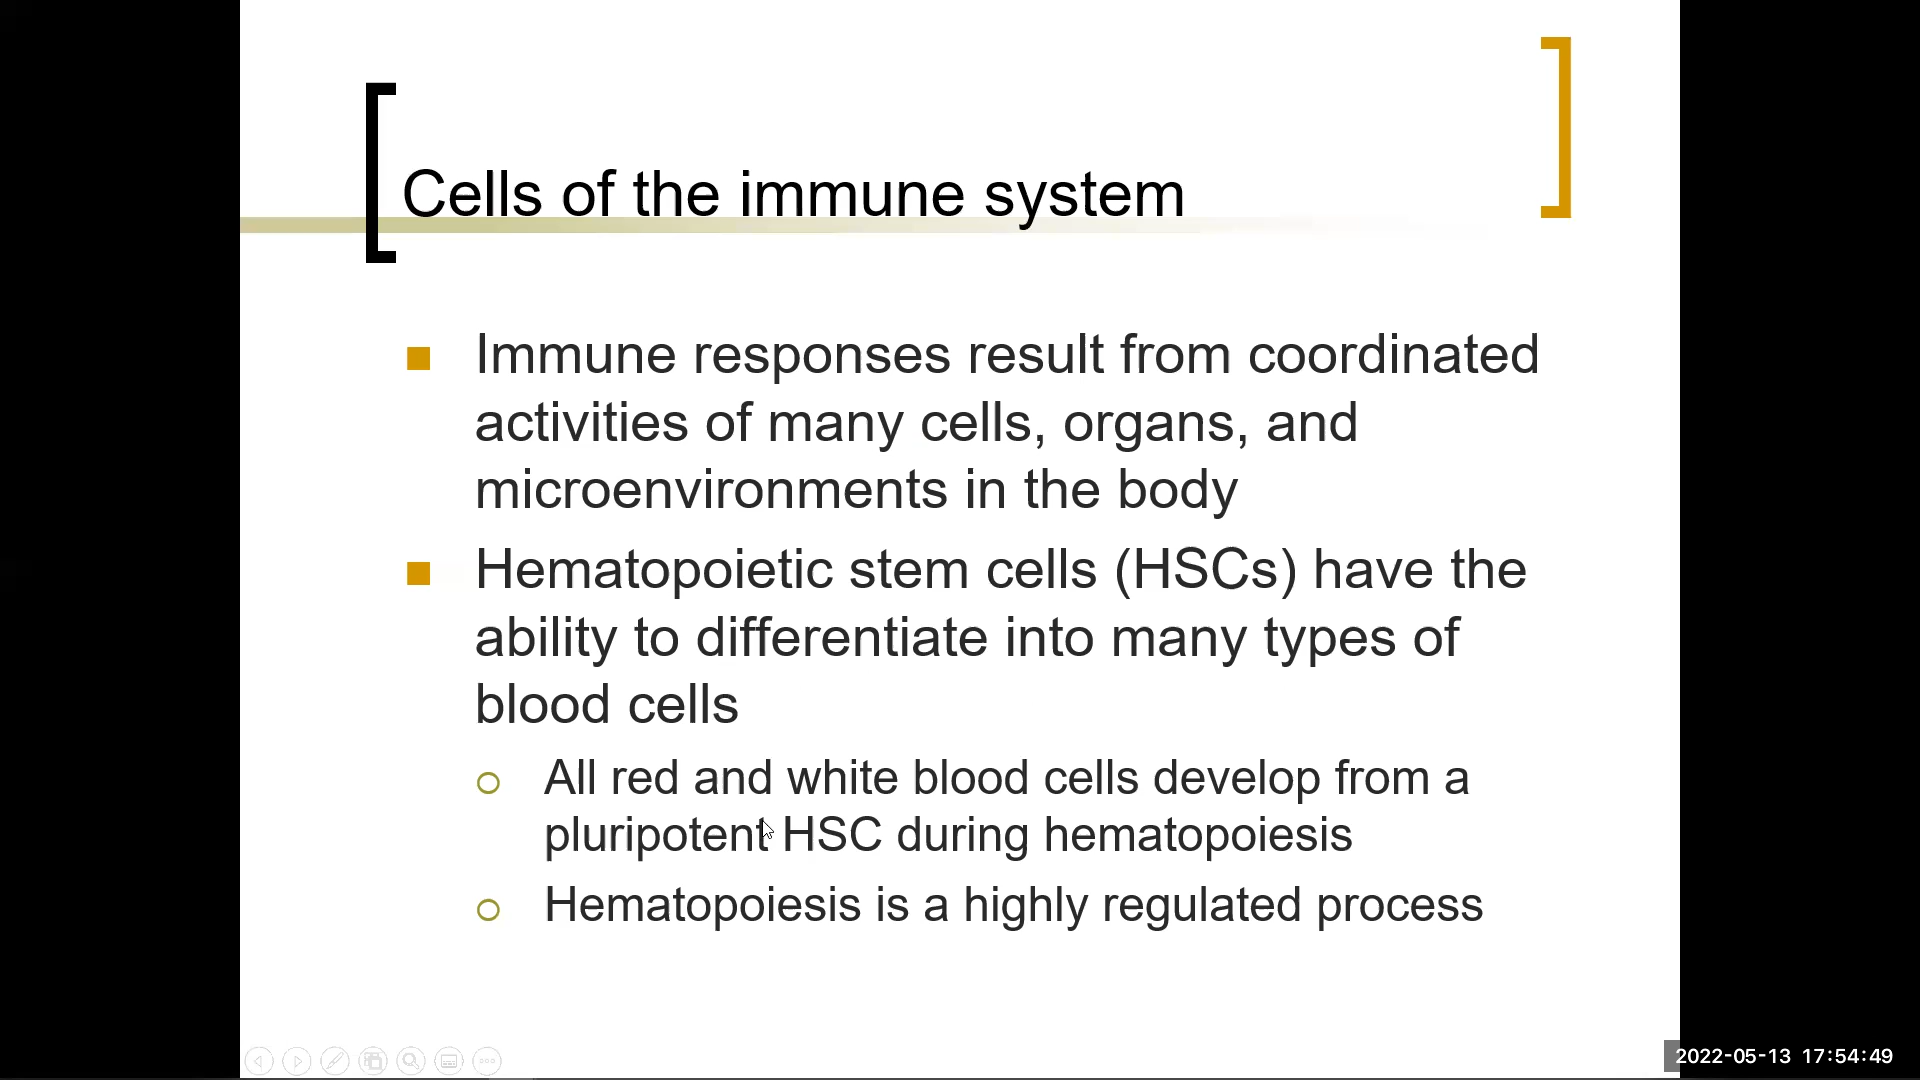 Cells of the immune system
Immune responses result from coordinated
activities of many cells, organs, and
microenvironments in the body
Hematopoietic stem cells (HSCs) have the
ability to differentiate into many types of
blood cells
All red and white blood cells develop from a
pluripotent HSC during hematopoiesis
Hematopoiesis is a highly regulated process
2022-05-13 17:54:49